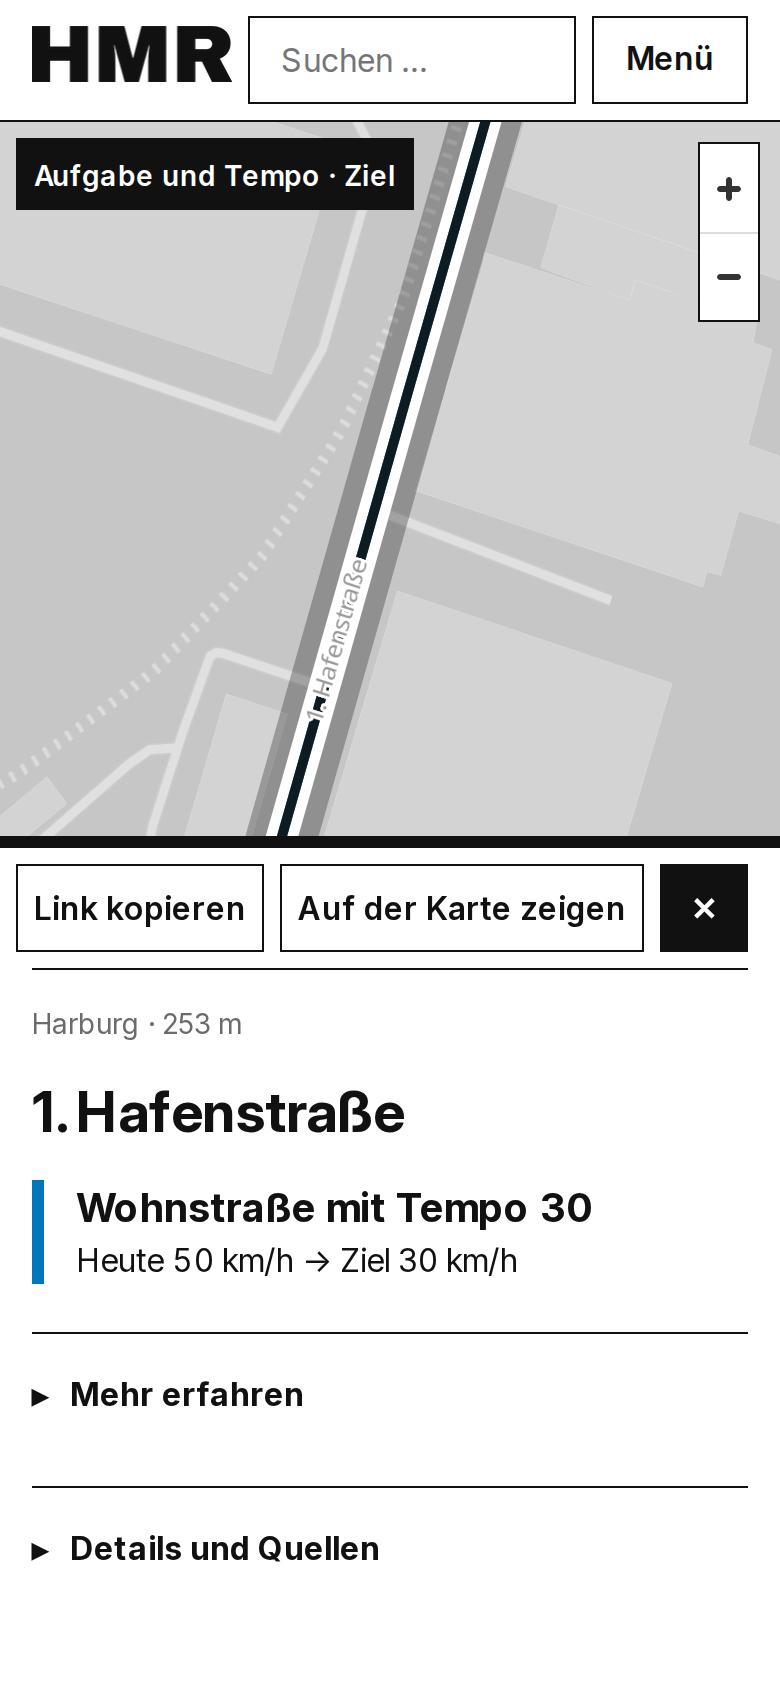 HMR
Suchen ...
Menü
Aufgabe und Tempo · Ziel
+
−
1. Hafenstraße
Link kopieren
Auf der Karte zeigen
×
Harburg · 253 m
1. Hafenstraße
Wohnstraße mit Tempo 30
Heute 50 km/h → Ziel 30 km/h
▸ Mehr erfahren
▸ Details und Quellen